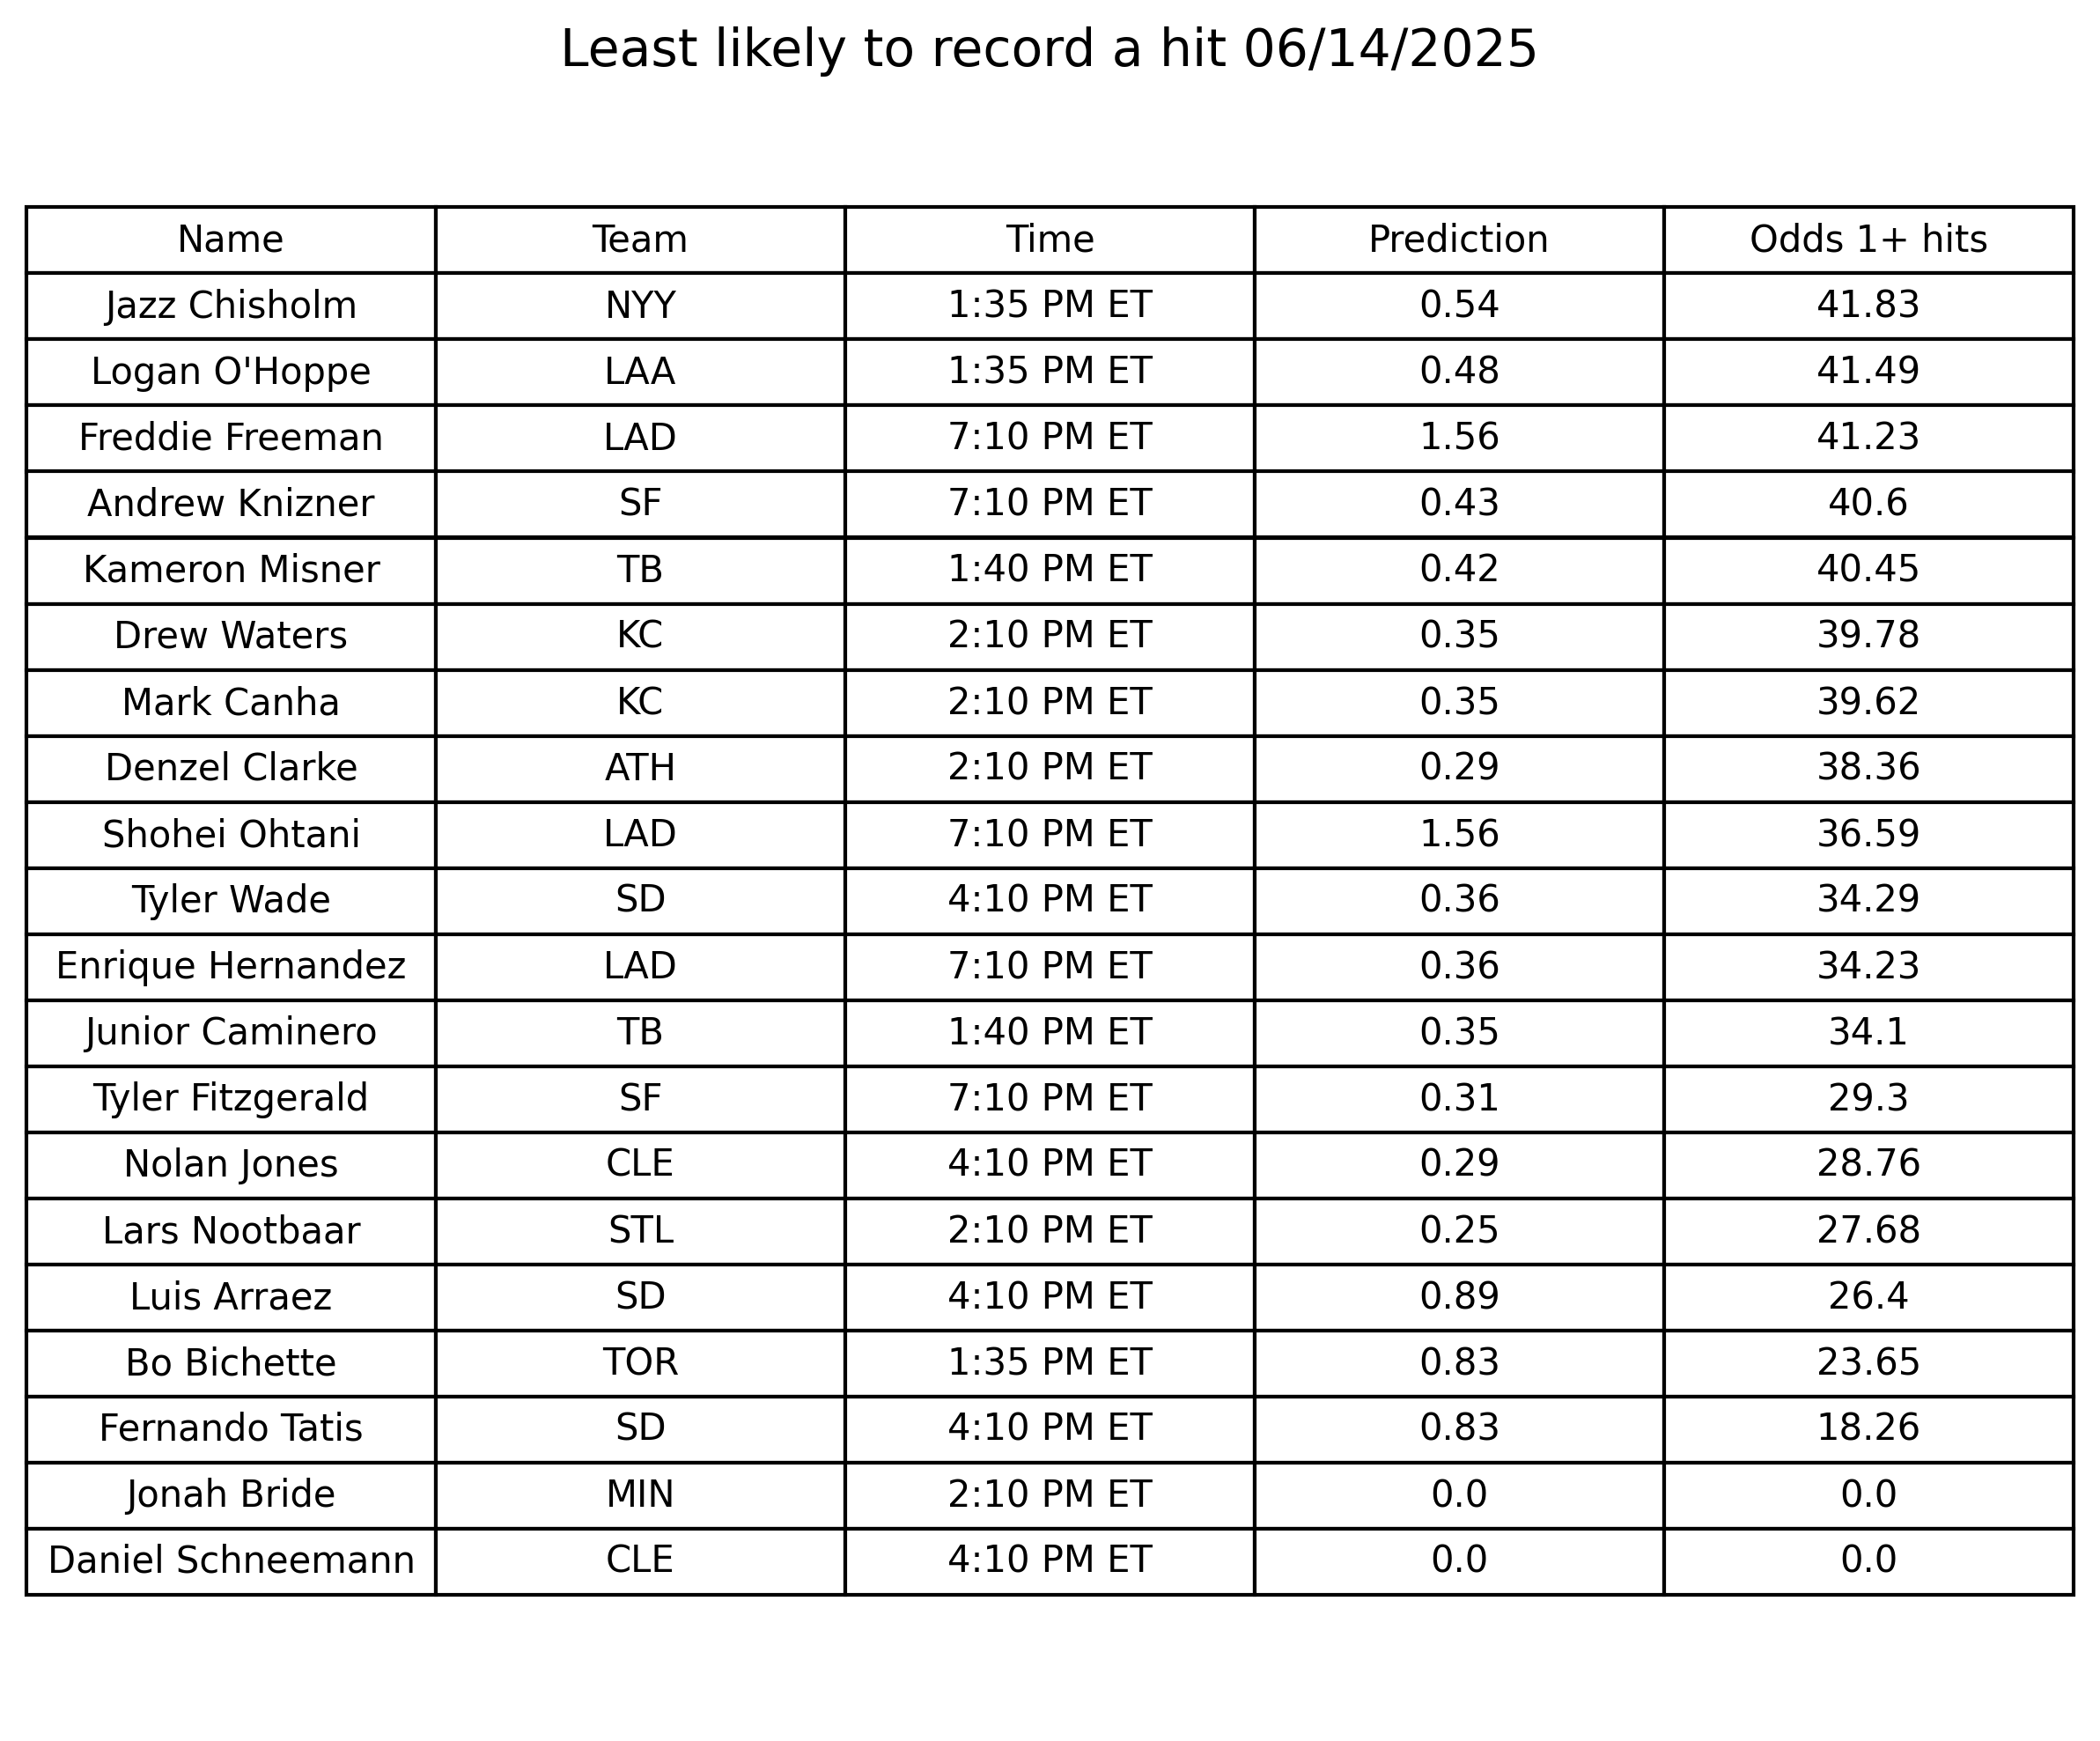 Least likely to record a hit 06/14/2025
Name Team Time Prediction Odds 1+ hits
Jazz Chisholm NYY 1:35 PM ET 0.54 41.83
Logan O'Hoppe LAA 1:35 PM ET 0.48 41.49
Freddie Freeman LAD 7:10 PM ET 1.56 41.23
Andrew Knizner SF 7:10 PM ET 0.43 40.6
Kameron Misner TB 1:40 PM ET 0.42 40.45
Drew Waters KC 2:10 PM ET 0.35 39.78
Mark Canha KC 2:10 PM ET 0.35 39.62
Denzel Clarke ATH 2:10 PM ET 0.29 38.36
Shohei Ohtani LAD 7:10 PM ET 1.56 36.59
Tyler Wade SD 4:10 PM ET 0.36 34.29
Enrique Hernandez LAD 7:10 PM ET 0.36 34.23
Junior Caminero TB 1:40 PM ET 0.35 34.1
Tyler Fitzgerald SF 7:10 PM ET 0.31 29.3
Nolan Jones CLE 4:10 PM ET 0.29 28.76
Lars Nootbaar STL 2:10 PM ET 0.25 27.68
Luis Arraez SD 4:10 PM ET 0.89 26.4
Bo Bichette TOR 1:35 PM ET 0.83 23.65
Fernando Tatis SD 4:10 PM ET 0.83 18.26
Jonah Bride MIN 2:10 PM ET 0.0 0.0
Daniel Schneemann CLE 4:10 PM ET 0.0 0.0